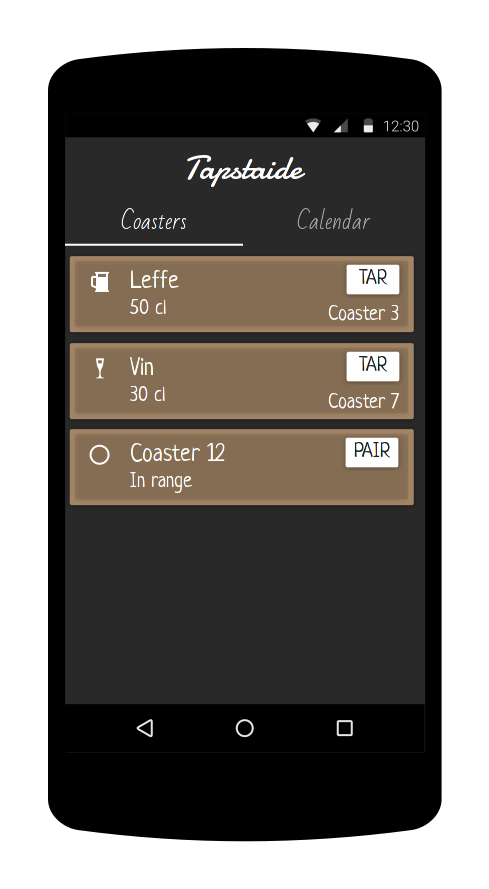 12:30
Tapstaide
Coasters Calendar
Leffe TAR
50 cl Coaster 3
Vin TAR
30 cl Coaster 7
Coaster 12 PAIR
In range